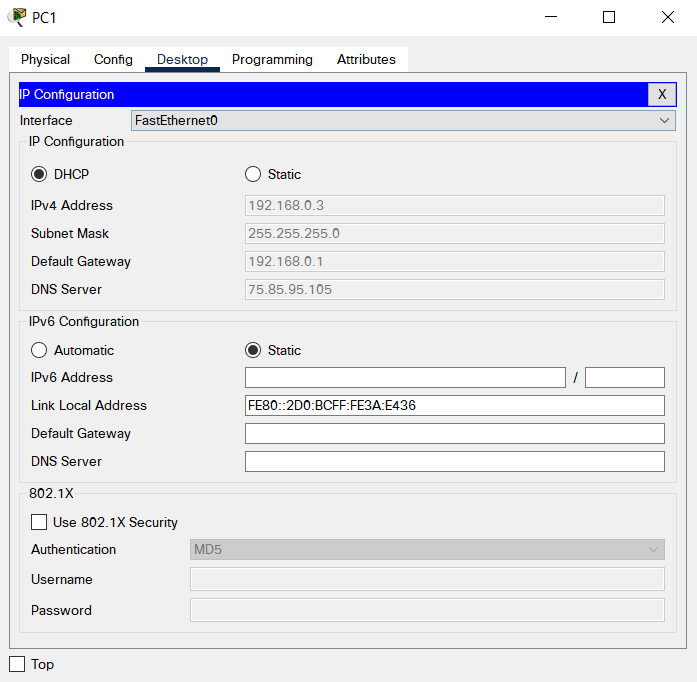 PC1
Physical Config Desktop Programming Attributes
IP Configuration X
Interface FastEthernet0
IP Configuration
DHCP Static
IPv4 Address 192.168.0.3
Subnet Mask 255.255.255.0
Default Gateway 192.168.0.1
DNS Server 75.85.95.105
IPv6 Configuration
Automatic Static
IPv6 Address /
Link Local Address FE80::2D0:BCFF:FE3A:E436
Default Gateway
DNS Server
802.1X
Use 802.1X Security
Authentication MD5
Username
Password
Top